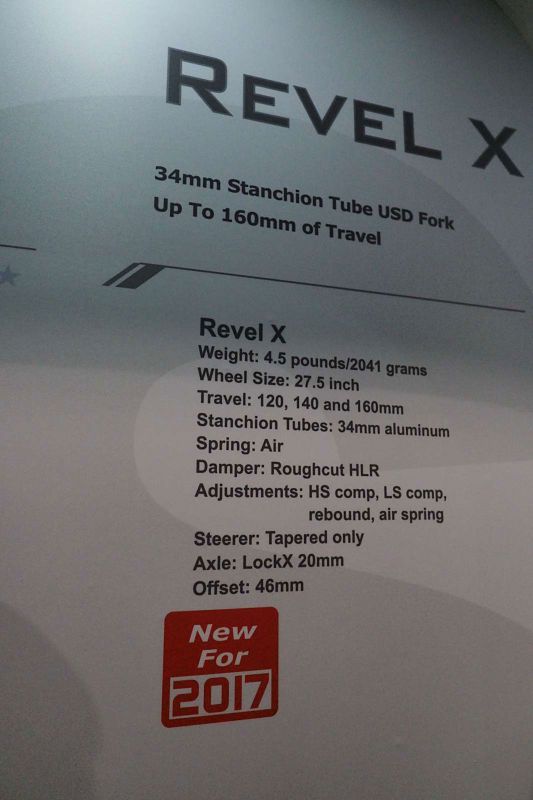 REVEL X
34mm Stanchion Tube USD Fork
Up To 160mm of Travel
Revel X
Weight: 4.5 pounds/2041 grams
Wheel Size: 27.5 inch
Travel: 120, 140 and 160mm
Stanchion Tubes: 34mm aluminum
Spring: Air
Damper: Roughcut HLR
Adjustments: HS comp, LS comp,
rebound, air spring
Steerer: Tapered only
Axle: LockX 20mm
Offset: 46mm
New
For
2017